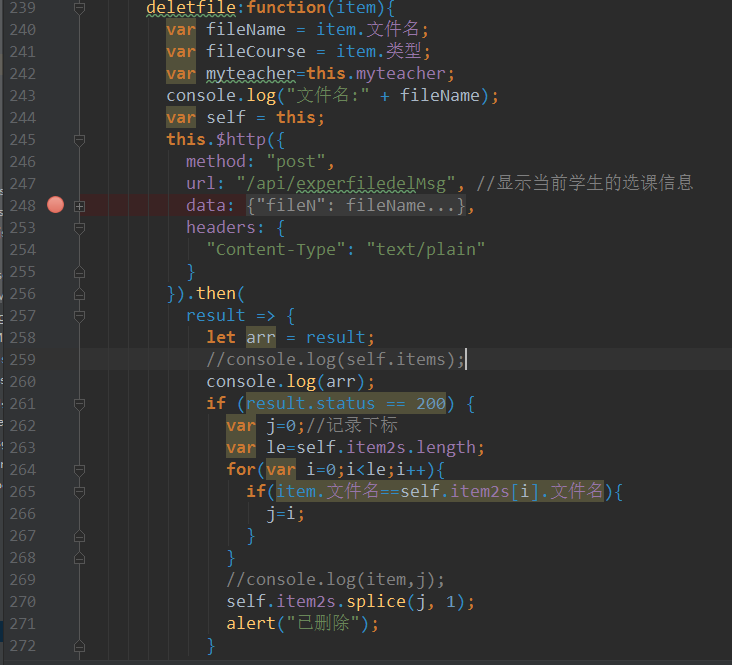 239 deletfile:function(item){
240 var fileName = item.文件名;
241 var fileCourse = item.类型;
242 var myteacher=this.myteacher;
243 console.log("文件名:" + fileName);
244 var self = this;
245 this.$http({
246 method: "post",
247 url: "/api/experfiledelMsg", //显示当前学生的选课信息
248 data: {"fileN": fileName...},
253 headers: {
254 "Content-Type": "text/plain"
255 }
256 }).then(
257 result => {
258 let arr = result;
259 //console.log(self.items);
260 console.log(arr);
261 if (result.status == 200) {
262 var j=0;//记录下标
263 var le=self.item2s.length;
264 for(var i=0;i<le;i++){
265 if(item.文件名==self.item2s[i].文件名){
266 j=i;
267 }
268 }
269 //console.log(item,j);
270 self.item2s.splice(j, 1);
271 alert("已删除");
272 }